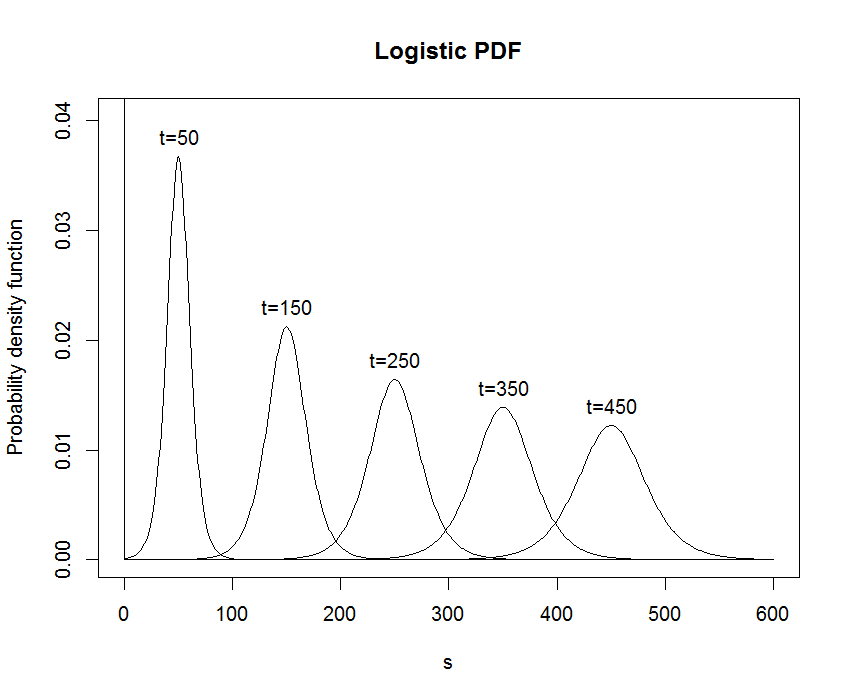 Logistic PDF
t=50
t=150
t=250
t=350
t=450
Probability density function
0.04
0.03
0.02
0.01
0.00
0 100 200 300 400 500 600
s